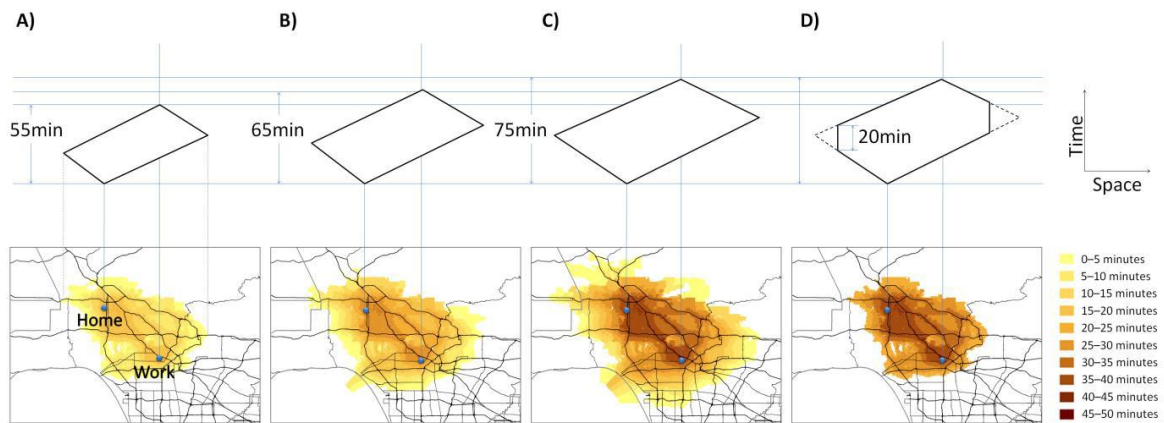 A)
B)
C)
D)
55min
65min
75min
20min
Time
Space
Home
Work
0–5 minutes
5–10 minutes
10–15 minutes
15–20 minutes
20–25 minutes
25–30 minutes
30–35 minutes
35–40 minutes
40–45 minutes
45–50 minutes